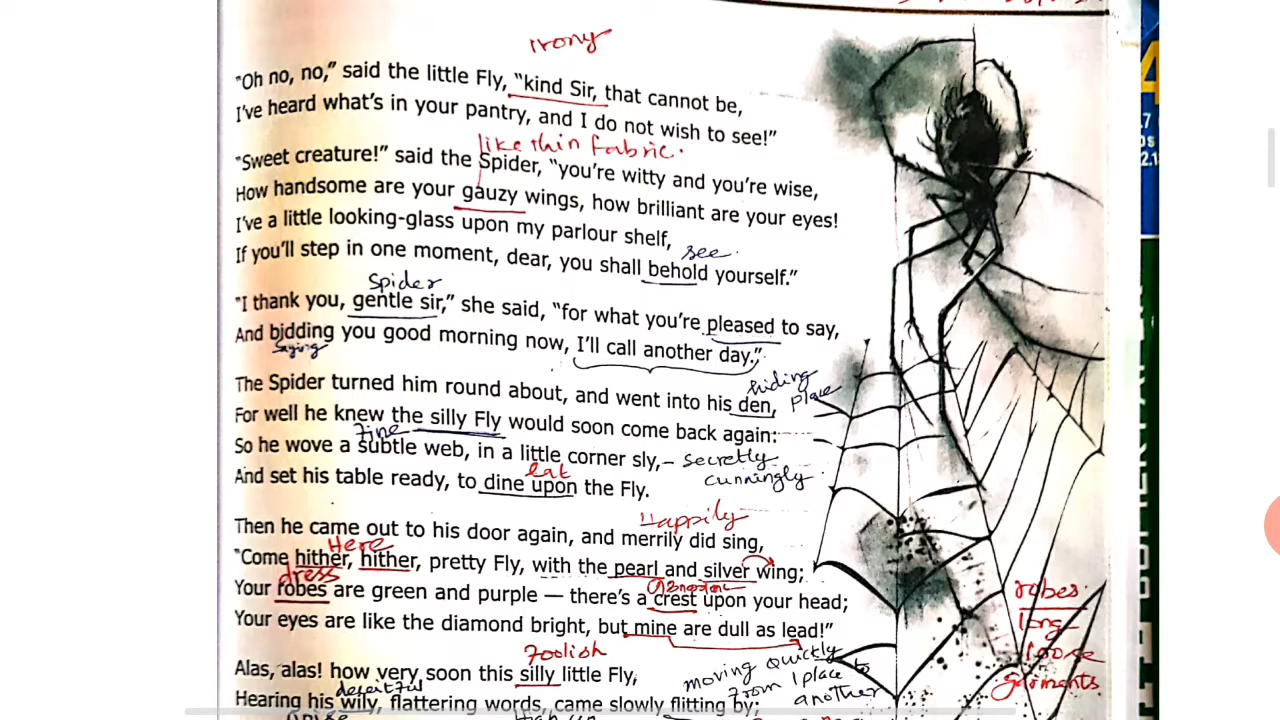 Irony
"Oh no, no," said the little Fly, "kind Sir, that cannot be,
I've heard what's in your pantry, and I do not wish to see!"
like thin fabric.
"Sweet creature!" said the Spider, "you're witty and you're wise,
How handsome are your gauzy wings, how brilliant are your eyes!
I've a little looking-glass upon my parlour shelf,
see
If you'll step in one moment, dear, you shall behold yourself."
Spider
"I thank you, gentle sir," she said, "for what you're pleased to say,
And bidding you good morning now, I'll call another day."
Saying
hiding place
The Spider turned him round about, and went into his den,
For well he knew the silly Fly would soon come back again:
Fine
So he wove a subtle web, in a little corner sly, – secretly
cunningly
eat
And set his table ready, to dine upon the Fly.
Happily
Then he came out to his door again, and merrily did sing,
Here
"Come hither, hither, pretty Fly, with the pearl and silver wing;
dress
Your robes are green and purple — there's a crest upon your head;
Your eyes are like the diamond bright, but mine are dull as lead!"
robes
long
loose
garments
Foolish
Alas, alas! how very soon this silly little Fly,
moving quickly
from 1 place to
another
deceitful
Hearing his wily, flattering words, came slowly flitting by;